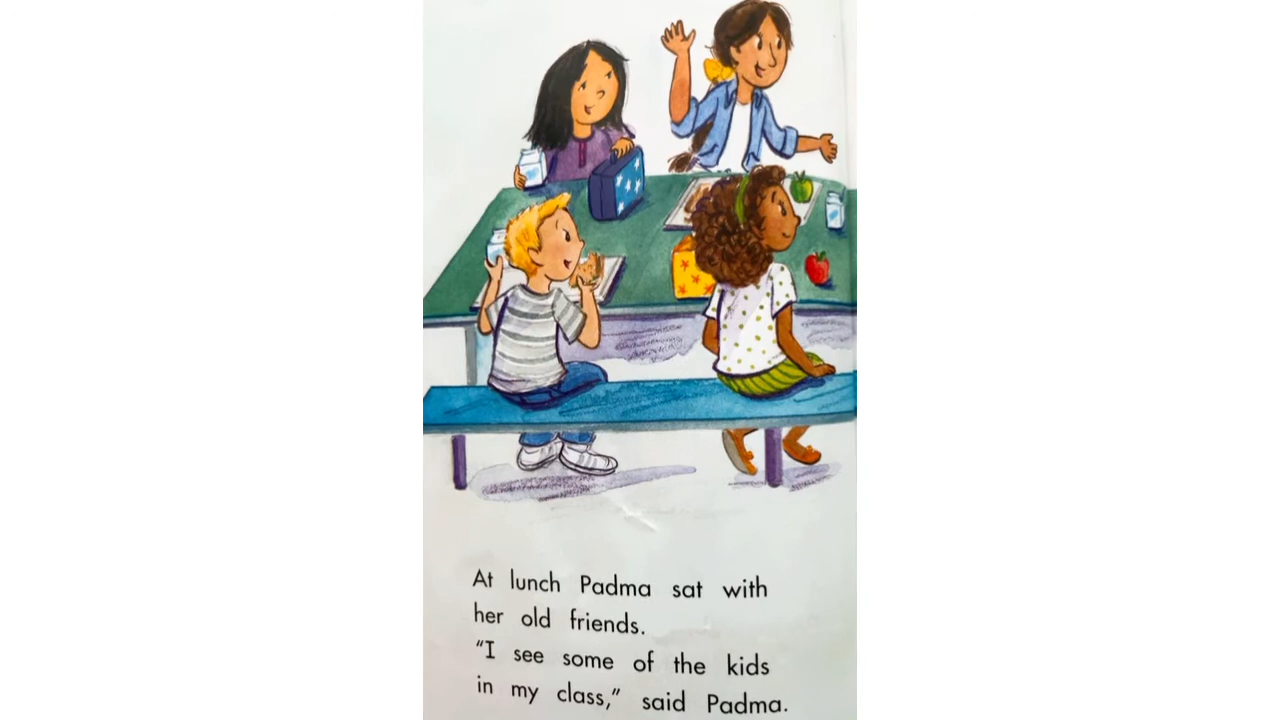 At lunch Padma sat with
her old friends.
“I see some of the kids
in my class,” said Padma.